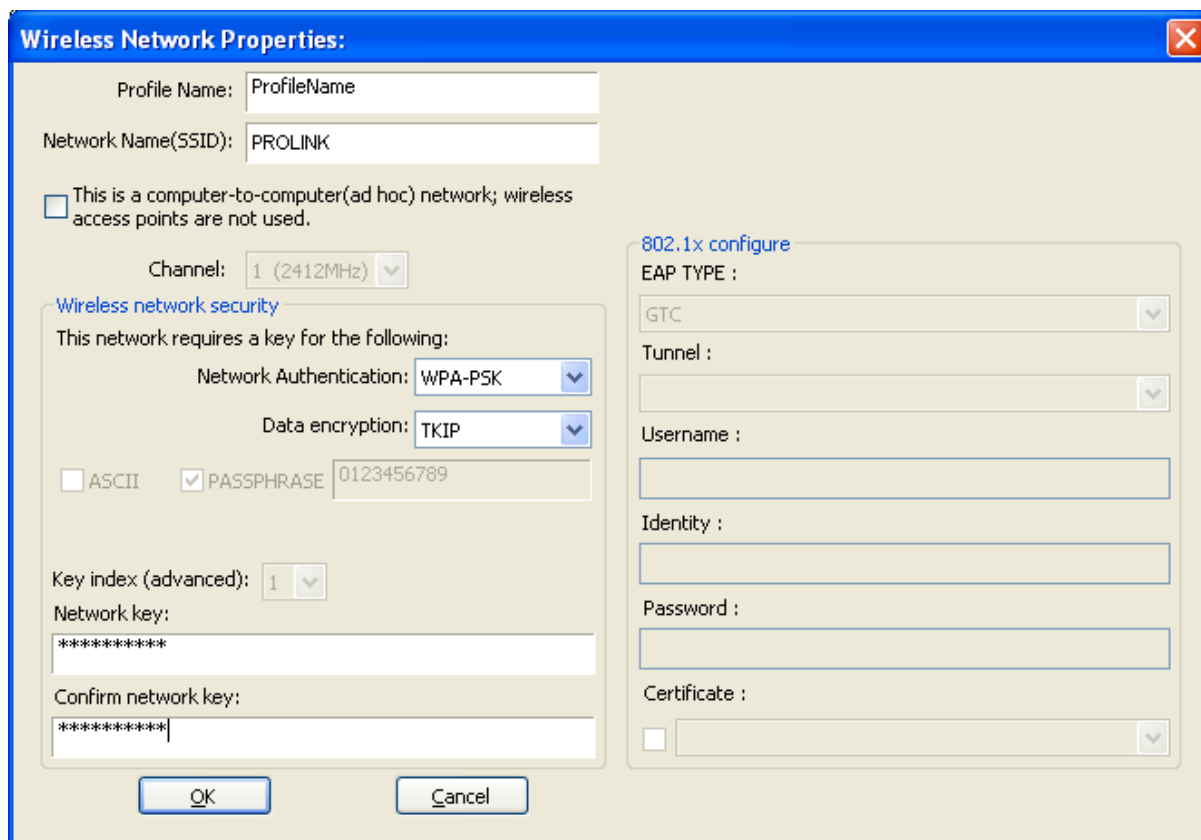 Wireless Network Properties:
Profile Name: ProfileName
Network Name(SSID): PROLINK
This is a computer-to-computer(ad hoc) network; wireless
access points are not used.
Channel: 1 (2412MHz)
Wireless network security
This network requires a key for the following:
Network Authentication: WPA-PSK
Data encryption: TKIP
ASCII PASSPHRASE 0123456789
Key index (advanced): 1
Network key:
**********
Confirm network key:
**********
OK Cancel
802.1x configure
EAP TYPE :
GTC
Tunnel :
Username :
Identity :
Password :
Certificate :